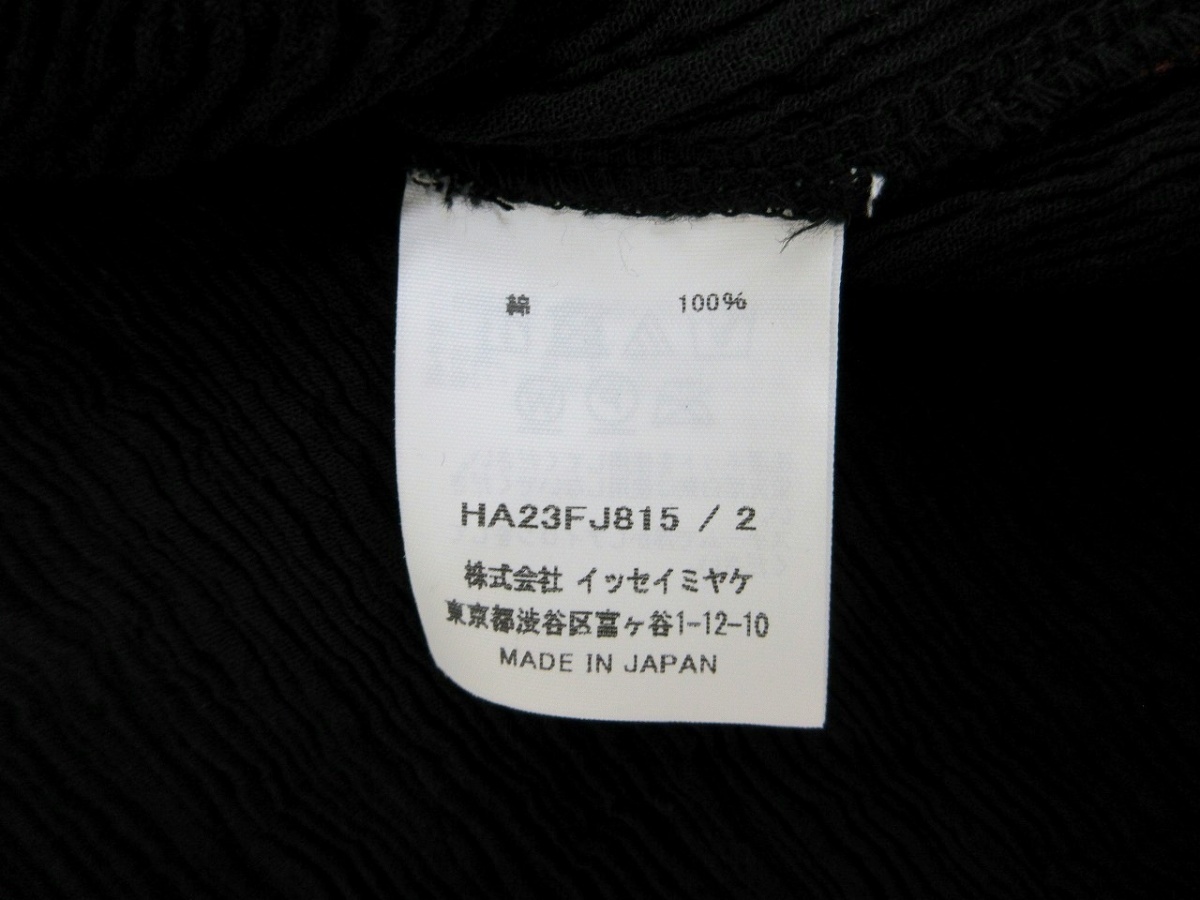 綿 100%
HA23FJ815 / 2
株式会社 イッセイミヤケ
東京都渋谷区富ヶ谷1-12-10
MADE IN JAPAN